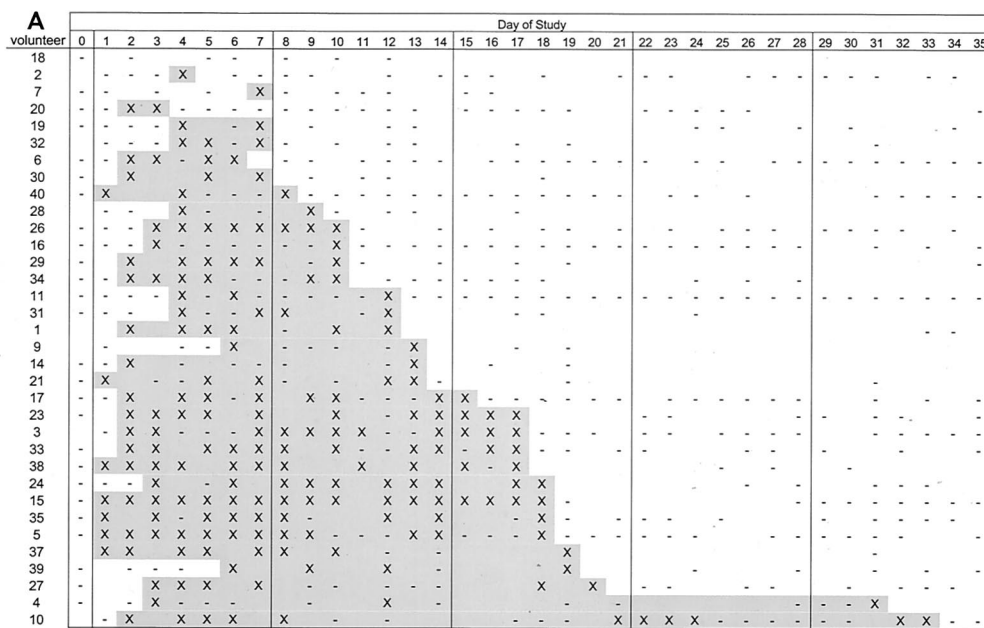 A
Day of Study
volunteer 0 1 2 3 4 5 6 7 8 9 10 11 12 13 14 15 16 17 18 19 20 21 22 23 24 25 26 27 28 29 30 31 32 33 34 35
18 - - - - - - - -
2 - - - X - - - - - - - - - - - - - - - - - -
7 - - - - - - X - - - - - -
20 - - X X - - - - - - - - - - - - - - - - -
19 - - - - X - X - - - - - - - - - -
32 - - - - X X - X - - - - - - - - -
6 - - X X - X X - - - - - - - - - - - - - - - - - - - - - -
30 - - X X X - - - - -
40 - X X X - - - - - - - - - -
28 - - - X - - X - - - - -
26 - - - X X X X X X X X - - - - - - - - - - - - - - - - - - - - -
16 - - - X - - - - - - X - - - - - - - - - - - - - - - - - - - - -
29 - - X X X X X - X - - - - -
34 - - X X X X - - - X X - - - - - - -
11 - - - - X - X - - - - - X - - - - - - - - - - - - - - - - - - - -
31 - - - - X - X X - X - - - -
1 - - X X X X - X X - -
9 - - - X - - - - X - - -
14 - - X - - - - - X - - -
21 - X - X X - - - X X - - -
17 - - X X X - X X X - X X - - - - - - - - - -
23 - - X X X X X X - X X X X X - - - - - - -
3 - - X X - - - X X X X X - X X X X - - - - - - - - - - - - - -
33 - - X X X X X X X - - X X - X X - - - - - - - -
38 - X X X X X X X X X X X - - - - -
24 - - X - - X - X X X X X X X X - - - - - - -
15 - X X X X X X X X X X X X X X X X X - - - - - - - - - -
35 - X X - X X X X - X X - X - - - - - - - -
5 - X X X X X X X X X - - X X - - - X - - - - - - - - - - - - - - -
37 - X X X X X X X - - X - -
39 - - - X X X - X - -
27 - - X X X X - - - X X - - -
4 - - X - - - - X - - - - - - X
10 - X X X X X - - - - X X X X - - - - X X - -